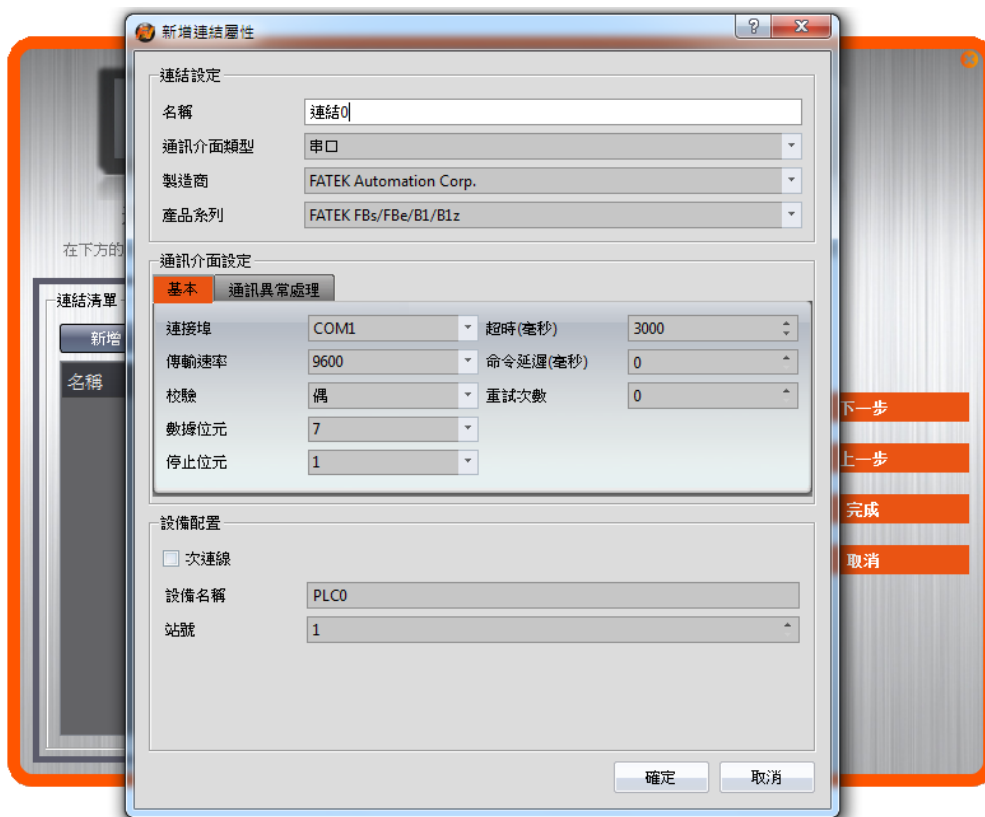 新增連結屬性
連結設定
名稱 連結0
通訊介面類型 串口
製造商 FATEK Automation Corp.
產品系列 FATEK FBs/FBe/B1/B1z
通訊介面設定
基本 通訊異常處理
連接埠 COM1 超時(毫秒) 3000
傳輸速率 9600 命令延遲(毫秒) 0
校驗 偶 重試次數 0
數據位元 7
停止位元 1
設備配置
次連線
設備名稱 PLC0
站號 1
確定 取消
在下方的
連結清單
新增
名稱
下一步
上一步
完成
取消